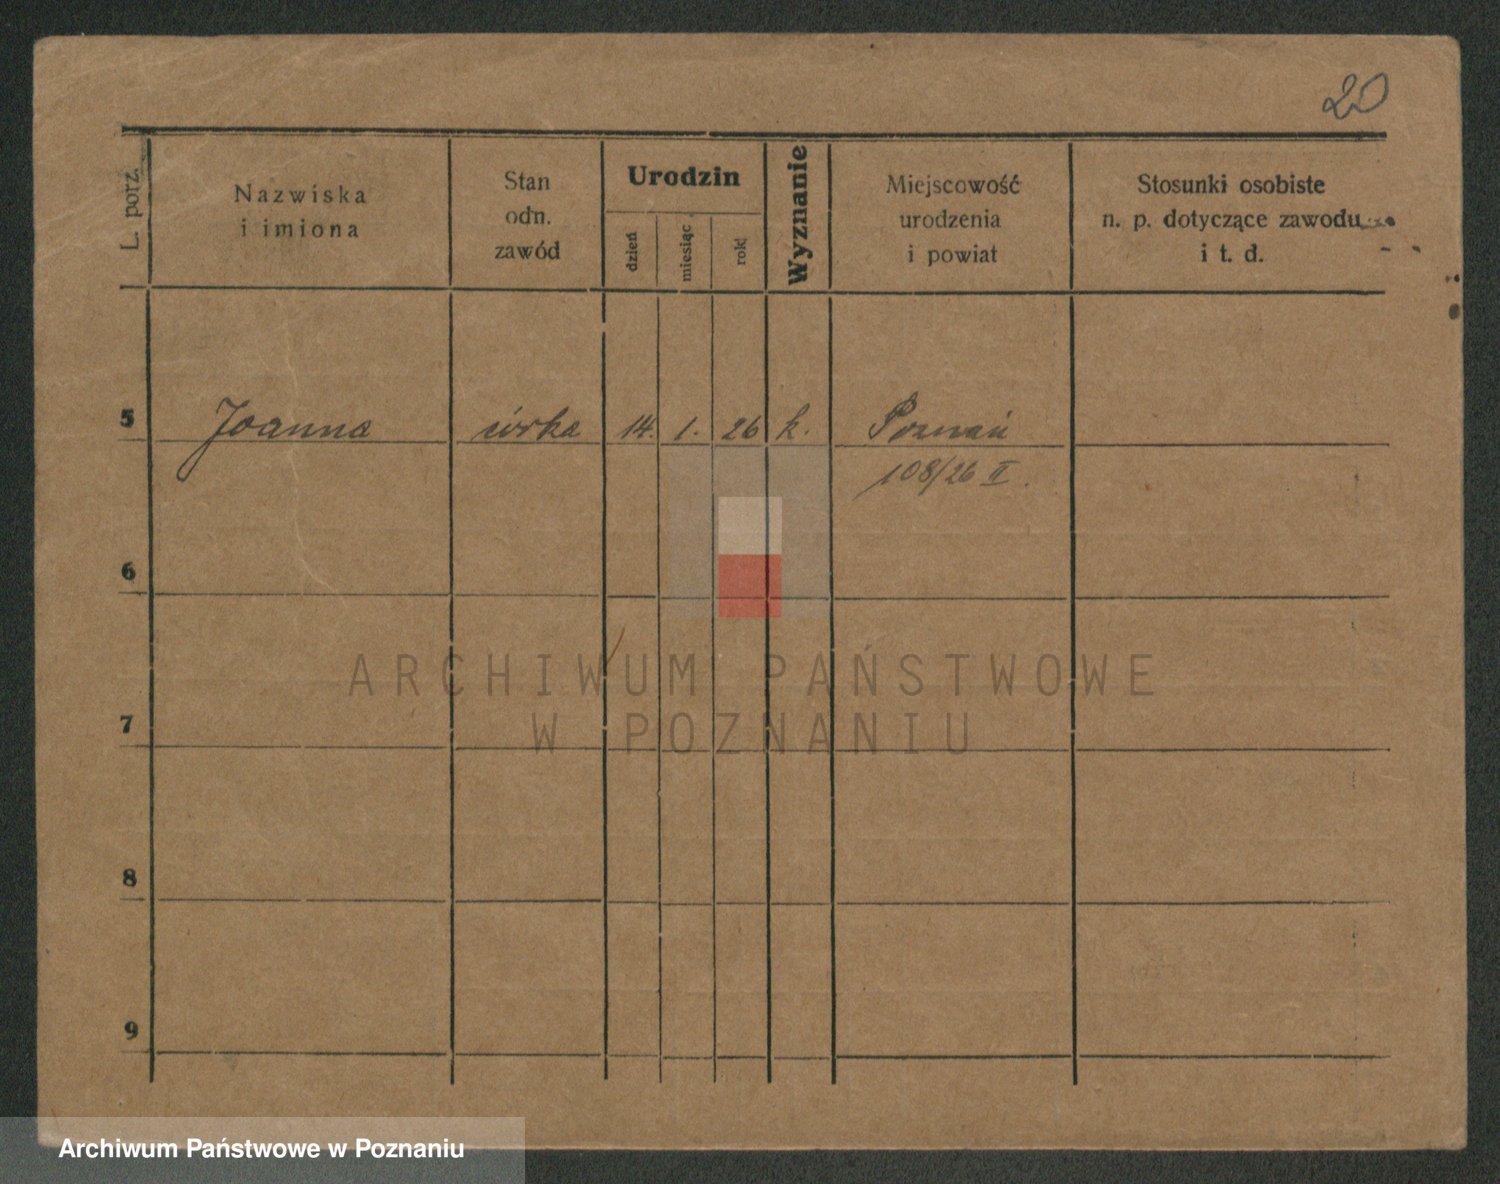 20
L. porz.
Nazwiska
i imiona
Stan
odn.
zawód
Urodzin
dzień
miesiąc
rok
Wyznanie
Miejscowość
urodzenia
i powiat
Stosunki osobiste
n. p. dotyczące zawodu
i t. d.
5 Joanna córka 14. 1. 26 k. Poznań
108/26 II.
6
7
8
9
ARCHIWUM PAŃSTWOWE
W POZNANIU
Archiwum Państwowe w Poznaniu